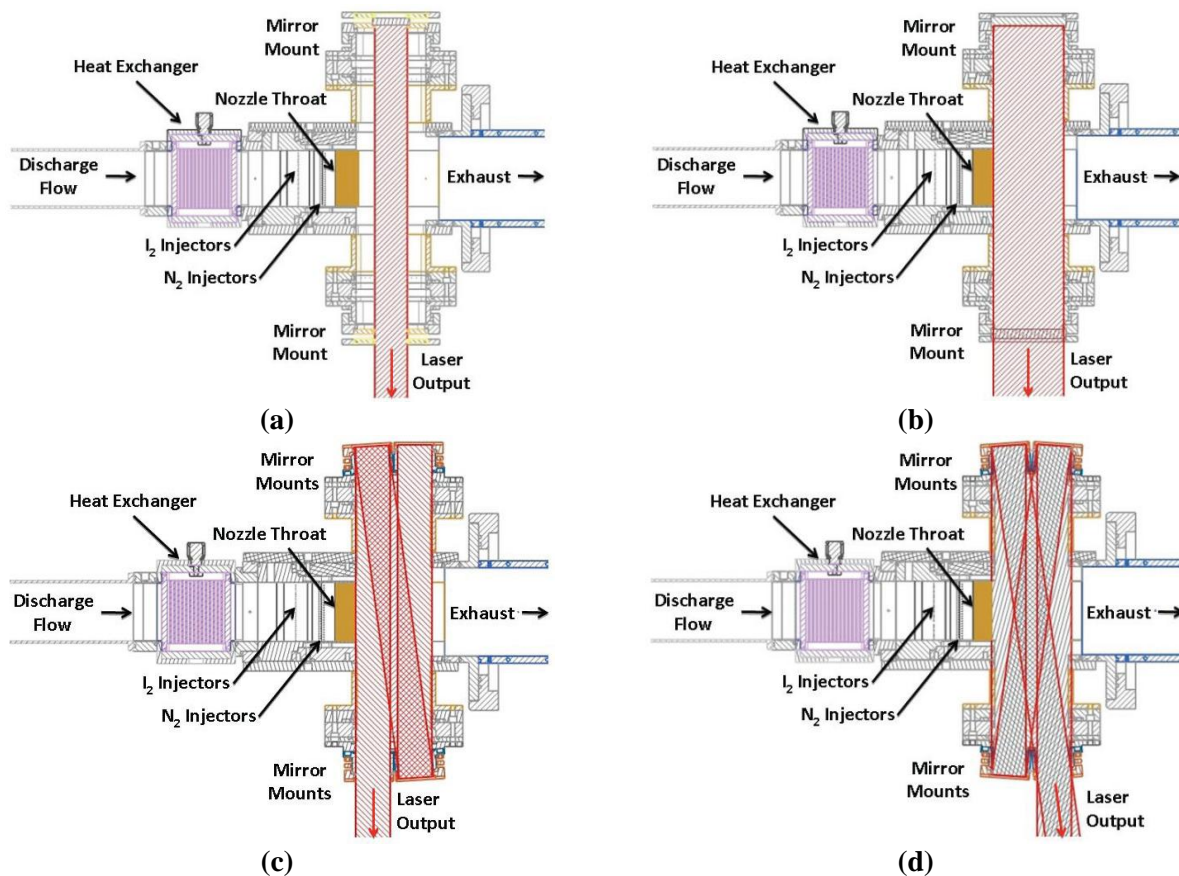 Mirror
Mount
Heat Exchanger
Nozzle Throat
Discharge
Flow
Exhaust
I2 Injectors
N2 Injectors
Mirror
Mount
Laser
Output
(a)
Mirror
Mount
Heat Exchanger
Nozzle Throat
Discharge
Flow
Exhaust
I2 Injectors
N2 Injectors
Mirror
Mount
Laser
Output
(b)
Mirror
Mounts
Heat Exchanger
Nozzle Throat
Discharge
Flow
Exhaust
I2 Injectors
N2 Injectors
Mirror
Mounts
Laser
Output
(c)
Mirror
Mounts
Heat Exchanger
Nozzle Throat
Discharge
Flow
Exhaust
I2 Injectors
N2 Injectors
Mirror
Mounts
Laser
Output
(d)